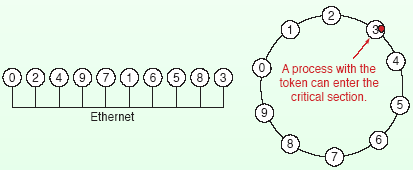 0 2 4 9 7 1 6 5 8 3
Ethernet
2
1
3
0
4
A process with the
token can enter the
critical section.
9
5
8
6
7